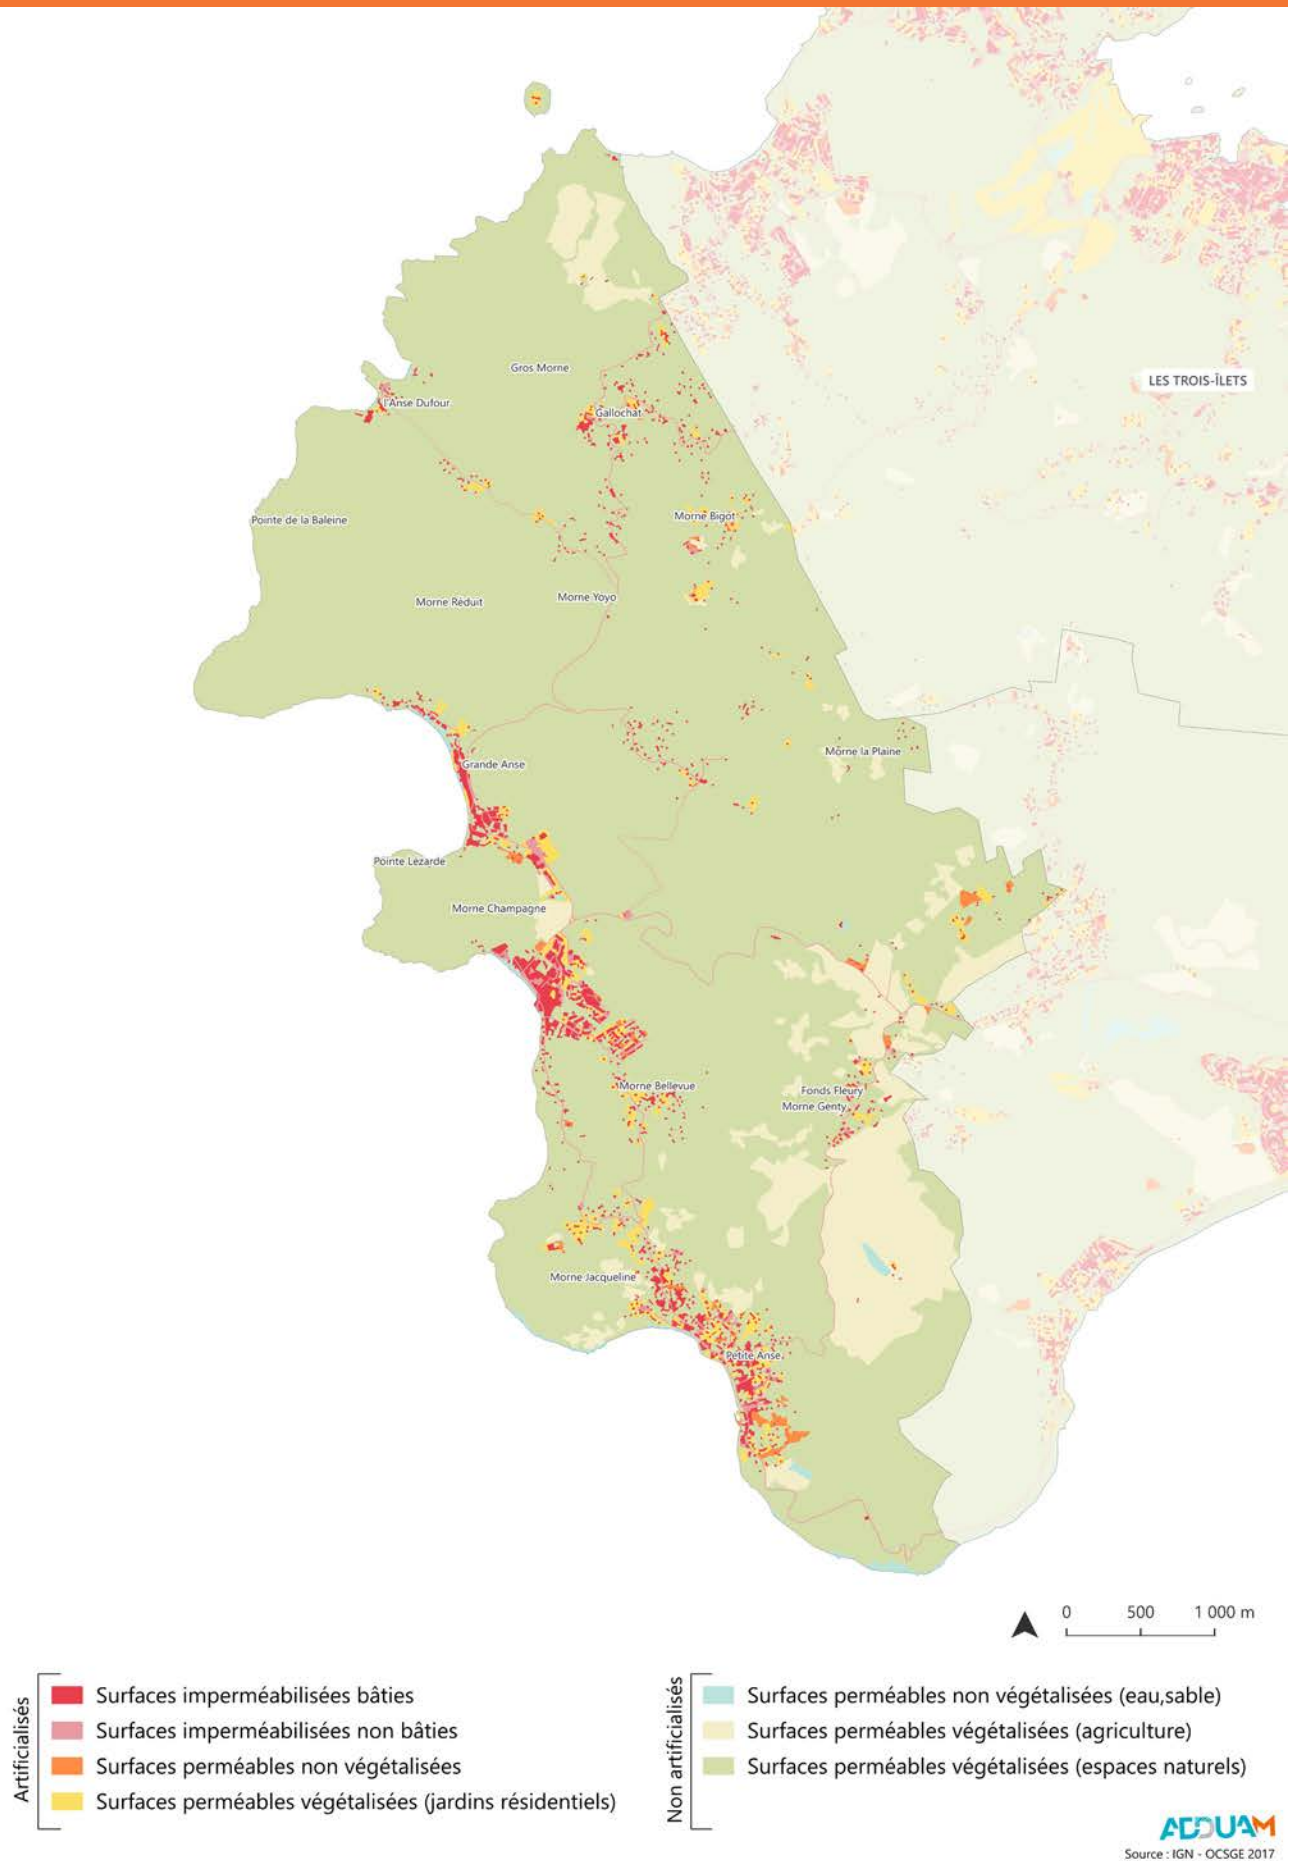 Gros Morne
LES TROIS-ÎLETS
l'Anse Dufour
Gallochat
Pointe de la Baleine
Morne Bigot
Morne Réduit
Morne Yoyo
Morne la Plaine
Grande Anse
Pointe Lézarde
Morne Champagne
Morne Bellevue
Fonds Fleury
Morne Genty
Morne Jacqueline
Petite Anse
0 500 1 000 m
Artificialisés
Surfaces imperméabilisées bâties
Surfaces imperméabilisées non bâties
Surfaces perméables non végétalisées
Surfaces perméables végétalisées (jardins résidentiels)
Non artificialisés
Surfaces perméables non végétalisées (eau,sable)
Surfaces perméables végétalisées (agriculture)
Surfaces perméables végétalisées (espaces naturels)
ADDUAM
Source : IGN - OCSGE 2017